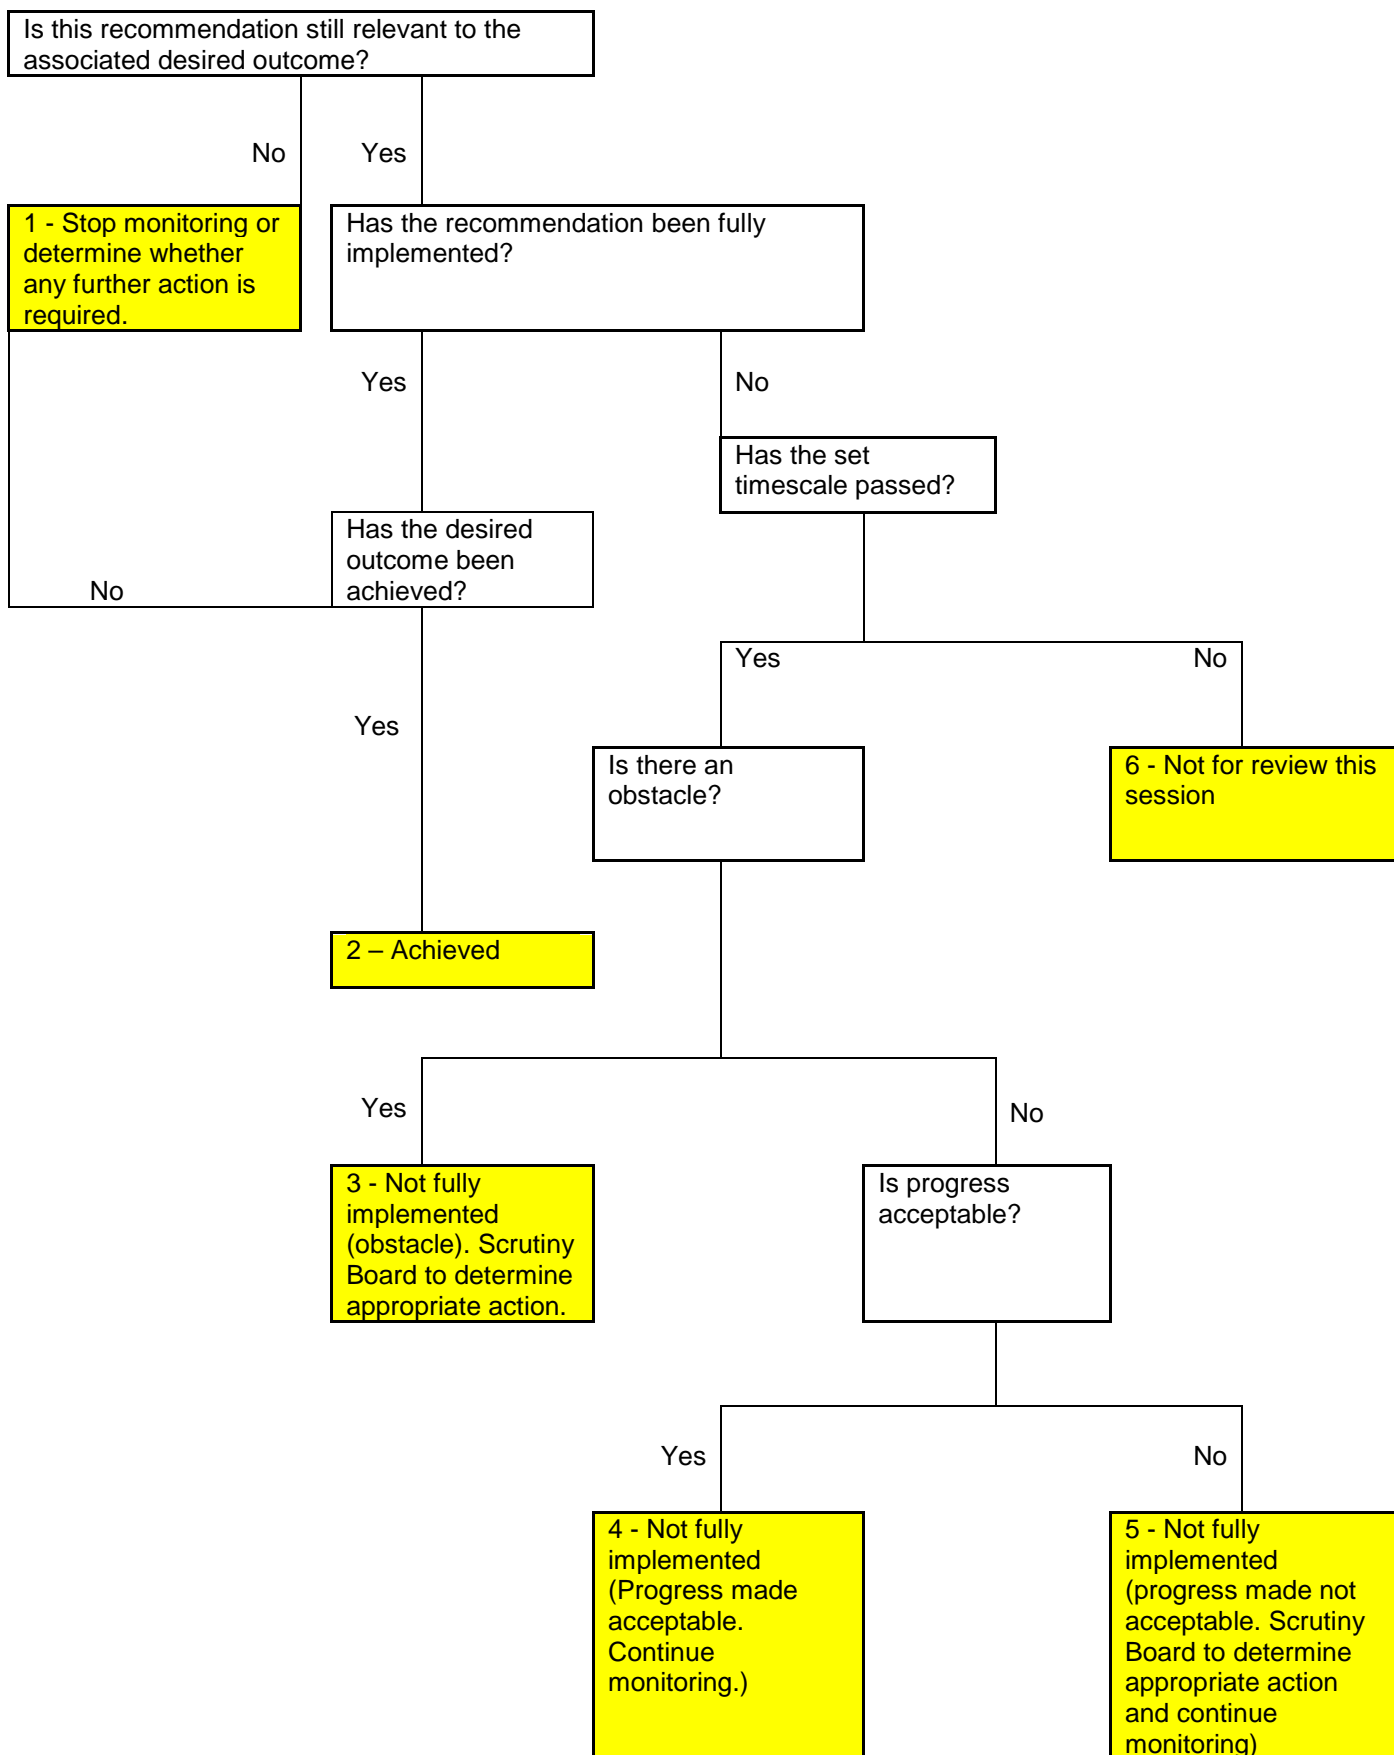 Is this recommendation still relevant to the
associated desired outcome?
No
Yes
1 - Stop monitoring or
determine whether
any further action is
required.
Has the recommendation been fully
implemented?
Yes
No
Has the set
timescale passed?
Has the desired
outcome been
achieved?
No
Yes
No
Yes
Is there an
obstacle?
6 - Not for review this
session
2 – Achieved
Yes
No
3 - Not fully
implemented
(obstacle). Scrutiny
Board to determine
appropriate action.
Is progress
acceptable?
Yes
No
4 - Not fully
implemented
(Progress made
acceptable.
Continue
monitoring.)
5 - Not fully
implemented
(progress made not
acceptable. Scrutiny
Board to determine
appropriate action
and continue
monitoring)